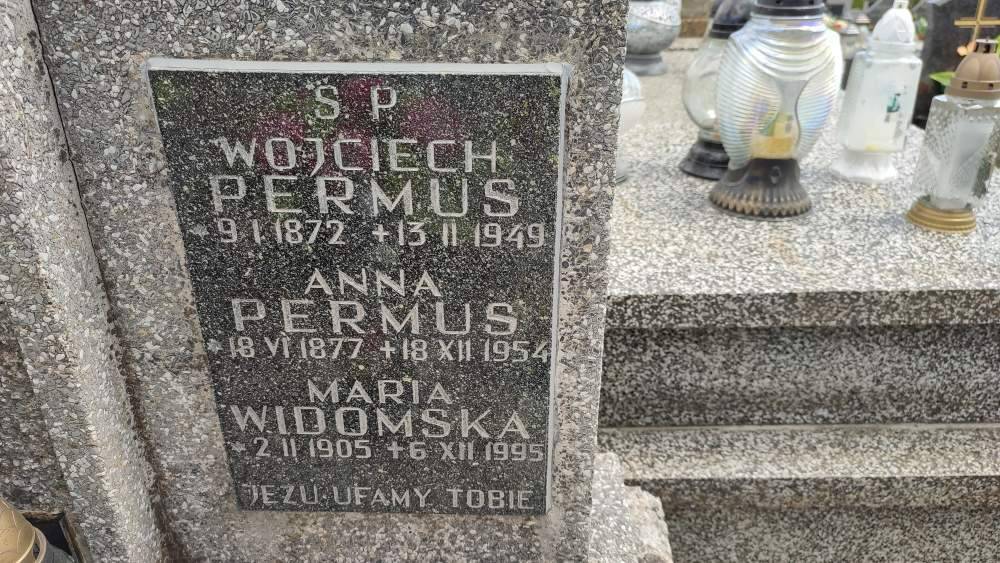 Ś P
WOJCIECH
PERMUS
*9 I 1872 +13 II 1949
ANNA
PERMUS
*18 VI 1877 +18 XII 1954
MARIA
WIDOMSKA
*2 II 1905 +6 XII 1995
JEZU UFAMY TOBIE